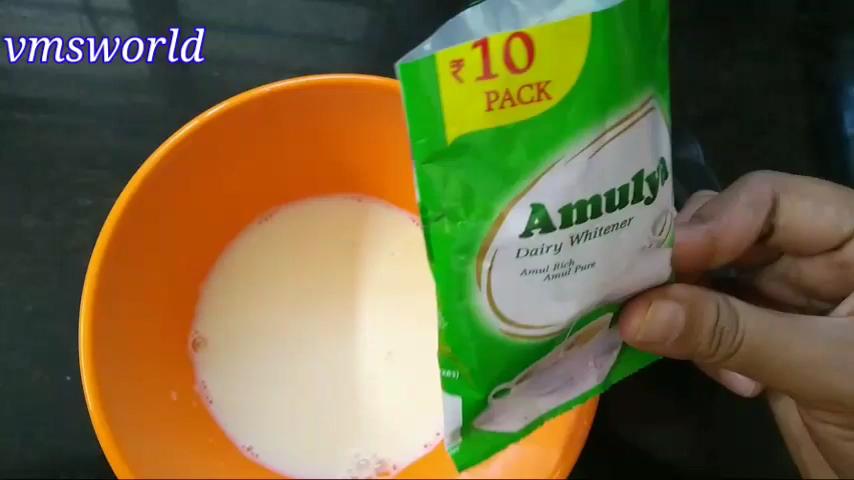 vmsworld
₹10
PACK
Amulya
Dairy Whitener
Amul Rich
Amul Pure